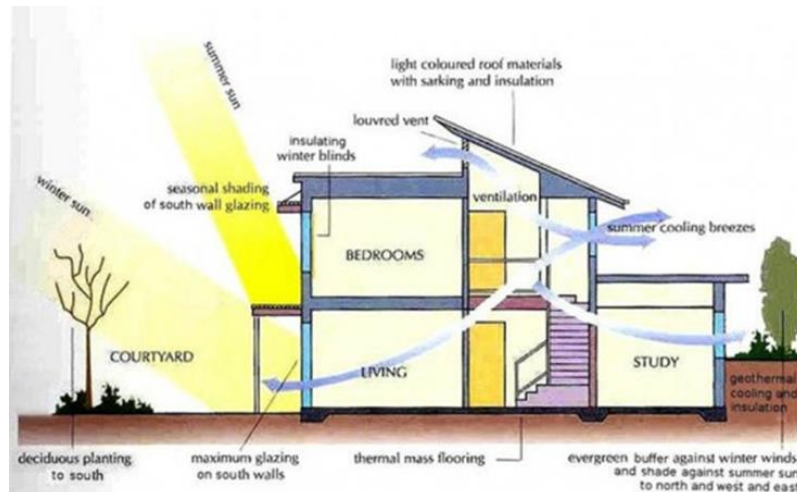 summer sun
winter sun
light coloured roof materials
with sarking and insulation
louvred vent
insulating
winter blinds
seasonal shading
of south wall glazing
ventilation
summer cooling breezes
BEDROOMS
COURTYARD
LIVING
STUDY
geothermal
cooling and
insulation
deciduous planting
to south
maximum glazing
on south walls
thermal mass flooring
evergreen buffer against winter winds
and shade against summer sun
to north and west and east